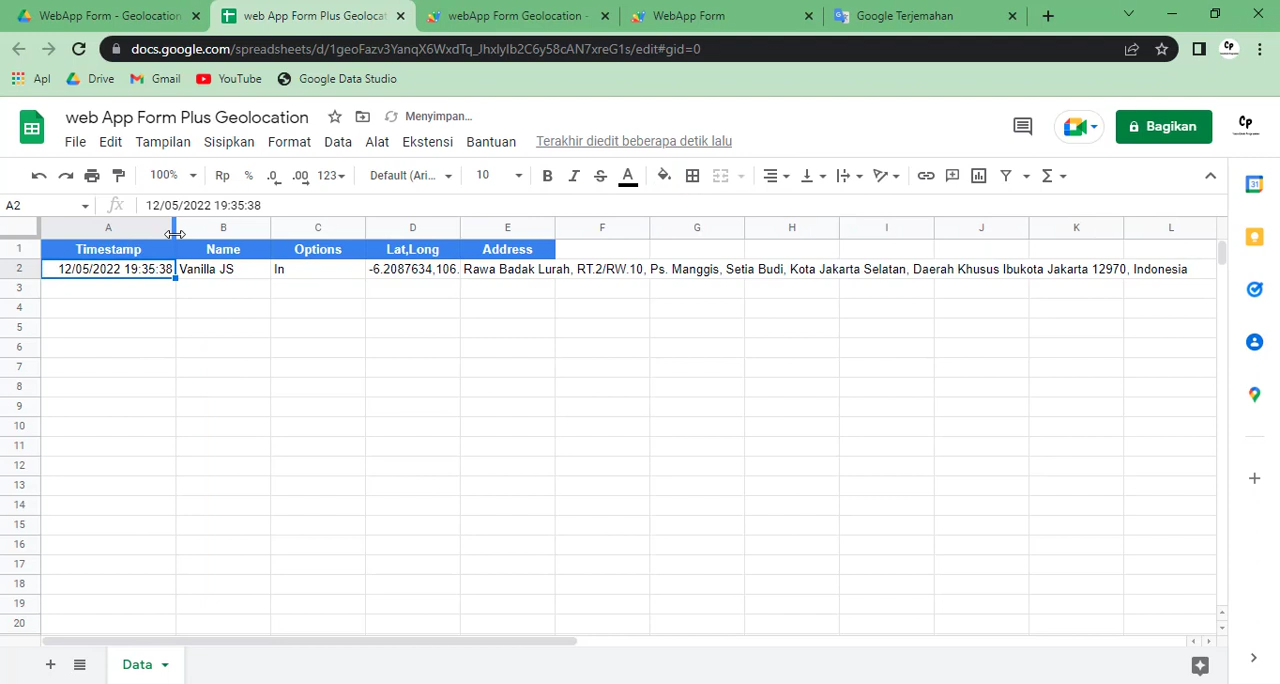 WebApp Form - Geolocation
web App Form Plus Geolocat
webApp Form Geolocation -
WebApp Form
Google Terjemahan
docs.google.com/spreadsheets/d/1geoFazv3YanqX6WxdTq_JhxlyIb2C6y58cAN7xreG1s/edit#gid=0
Apl
Drive
Gmail
YouTube
Google Data Studio
web App Form Plus Geolocation
Menyimpan...
File Edit Tampilan Sisipkan Format Data Alat Ekstensi Bantuan Terakhir diedit beberapa detik lalu
Bagikan
100% Rp % .0 .00 123 Default (Ari... 10 B I S A
A2 fx 12/05/2022 19:35:38
A B C D E F G H I J K L
1 Timestamp Name Options Lat,Long Address
2 12/05/2022 19:35:38 Vanilla JS In -6.2087634,106. Rawa Badak Lurah, RT.2/RW.10, Ps. Manggis, Setia Budi, Kota Jakarta Selatan, Daerah Khusus Ibukota Jakarta 12970, Indonesia
3
4
5
6
7
8
9
10
11
12
13
14
15
16
17
18
19
20
Data